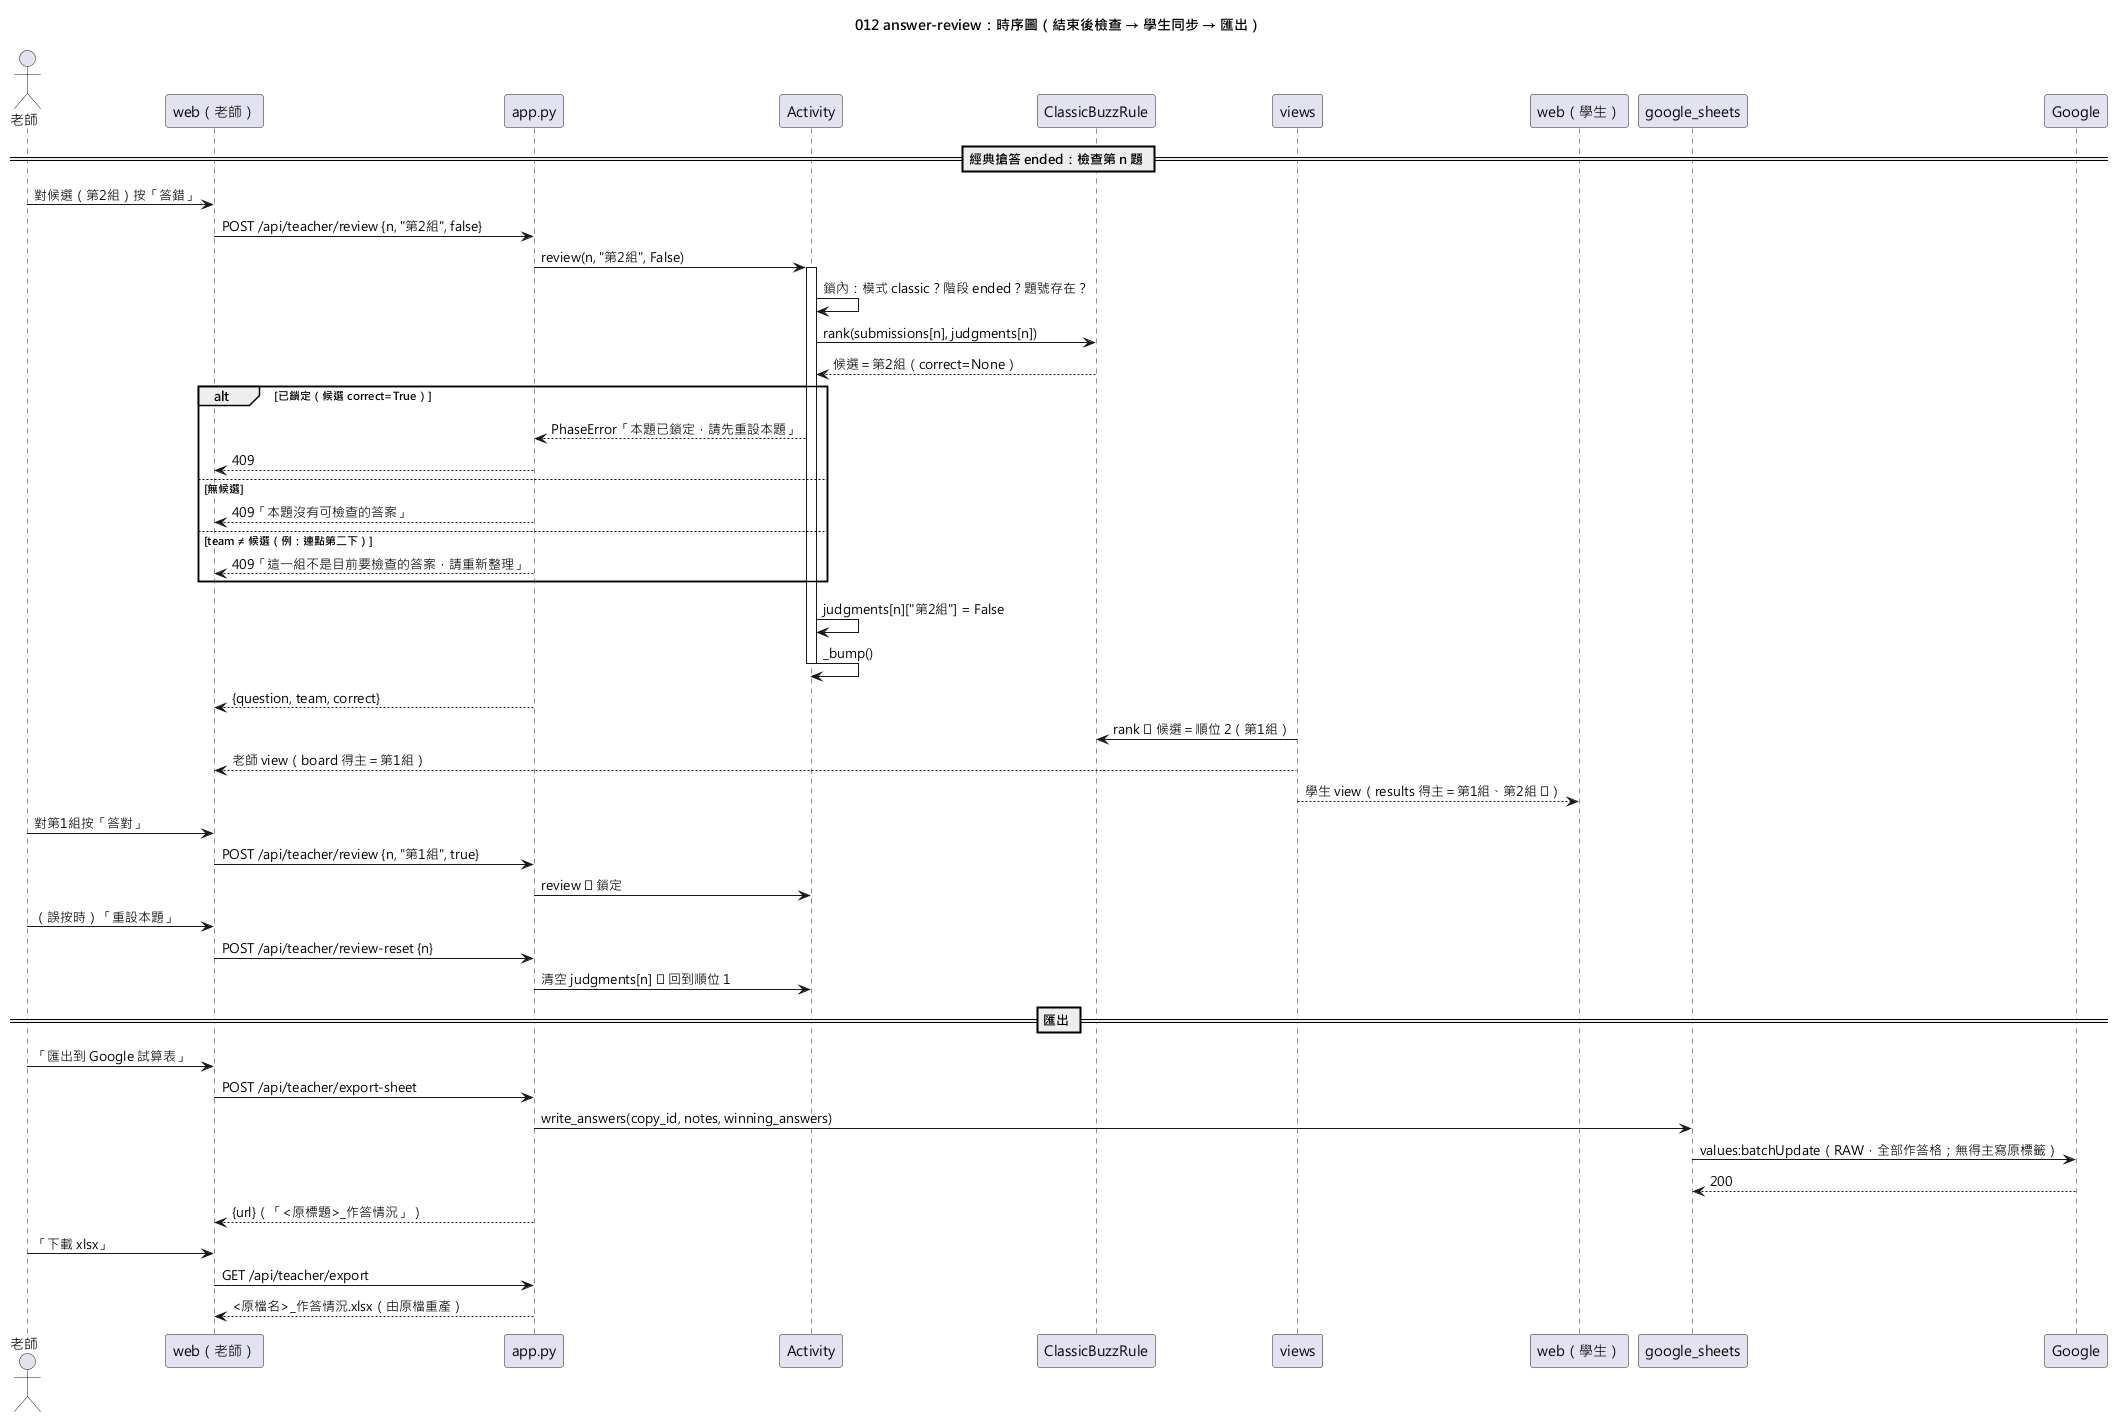 012 answer-review：時序圖（結束後檢查 → 學生同步 → 匯出）
老師
web（老師）
app.py
Activity
ClassicBuzzRule
views
web（學生）
google_sheets
Google
經典搶答 ended：檢查第 n 題
對候選（第2組）按「答錯」
POST /api/teacher/review {n, "第2組", false}
review(n, "第2組", False)
鎖內：模式 classic？階段 ended？題號存在？
rank(submissions[n], judgments[n])
候選＝第2組（correct=None）
alt
[已鎖定（候選 correct=True）]
PhaseError「本題已鎖定，請先重設本題」
409
[無候選]
409「本題沒有可檢查的答案」
[team ≠ 候選（例：連點第二下）]
409「這一組不是目前要檢查的答案，請重新整理」
judgments[n]["第2組"] = False
_bump()
{question, team, correct}
rank  候選＝順位 2（第1組）
老師 view（board 得主＝第1組）
學生 view（results 得主＝第1組、第2組 ）
對第1組按「答對」
POST /api/teacher/review {n, "第1組", true}
review  鎖定
（誤按時）「重設本題」
POST /api/teacher/review-reset {n}
清空 judgments[n]  回到順位 1
匯出
「匯出到 Google 試算表」
POST /api/teacher/export-sheet
write_answers(copy_id, notes, winning_answers)
values:batchUpdate（RAW，全部作答格；無得主寫原標籤）
200
{url}（「<原標題>_作答情況」）
「下載 xlsx」
GET /api/teacher/export
<原檔名>_作答情況.xlsx（由原檔重產）
老師
web（老師）
app.py
Activity
ClassicBuzzRule
views
web（學生）
google_sheets
Google